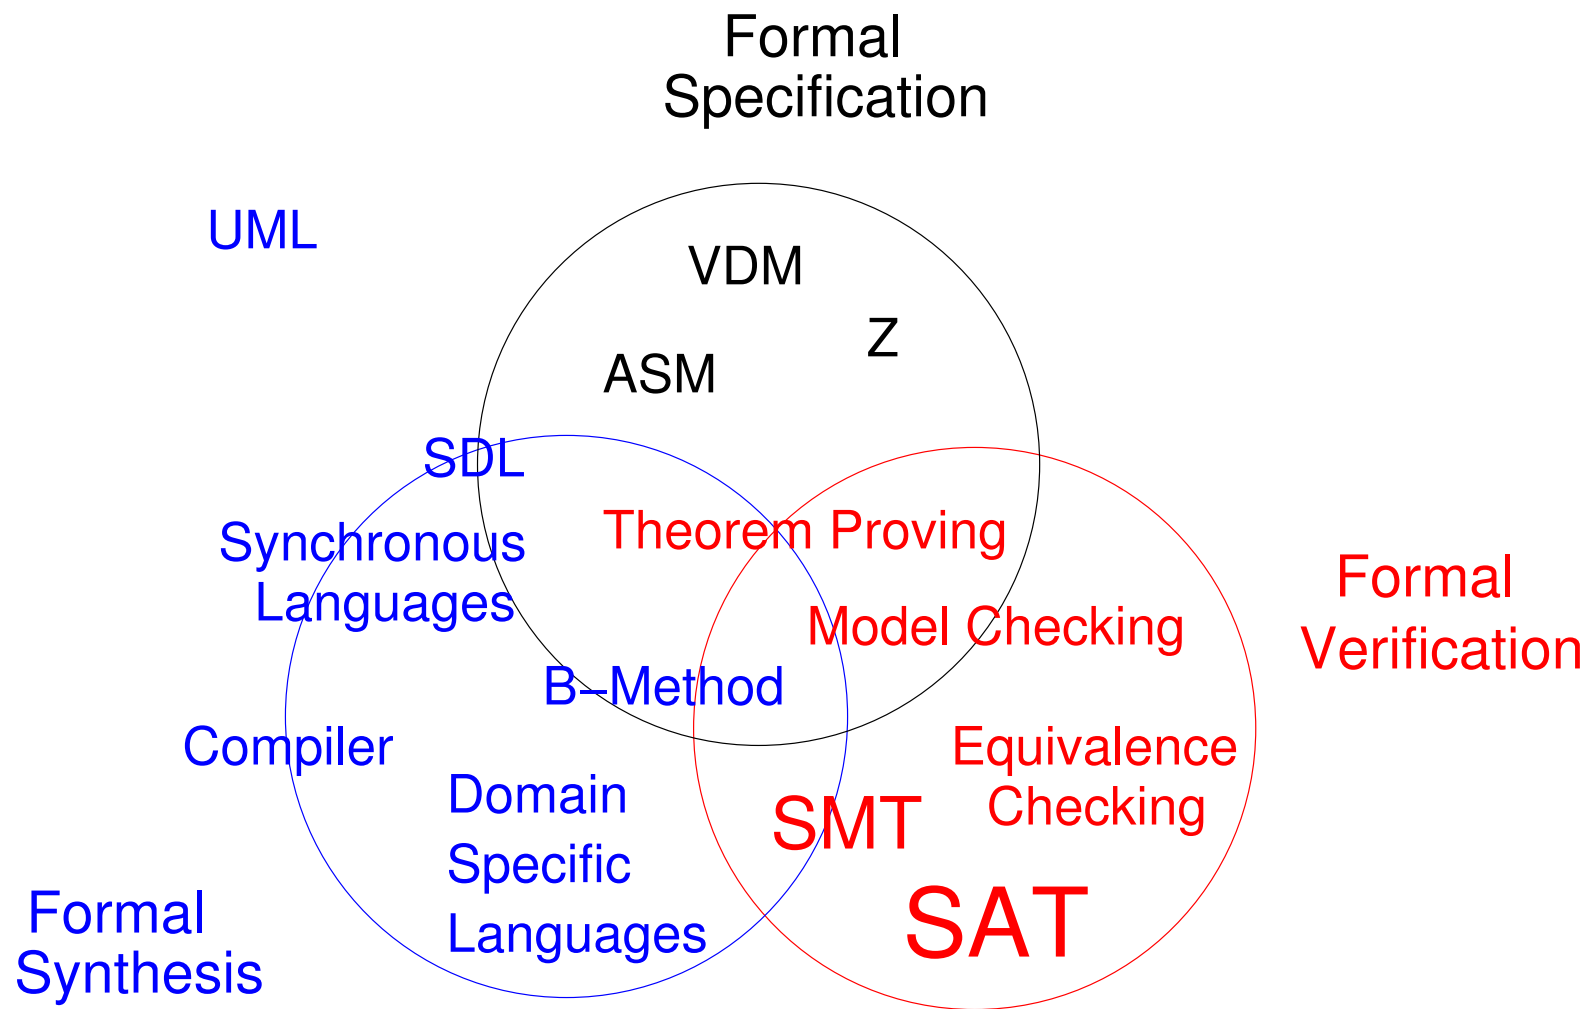 Formal
Specification
UML
VDM
Z
ASM
SDL
Synchronous
Languages
Theorem Proving
Model Checking
Formal
Verification
B–Method
Compiler
Equivalence
Checking
Domain
Specific
Languages
SMT
SAT
Formal
Synthesis